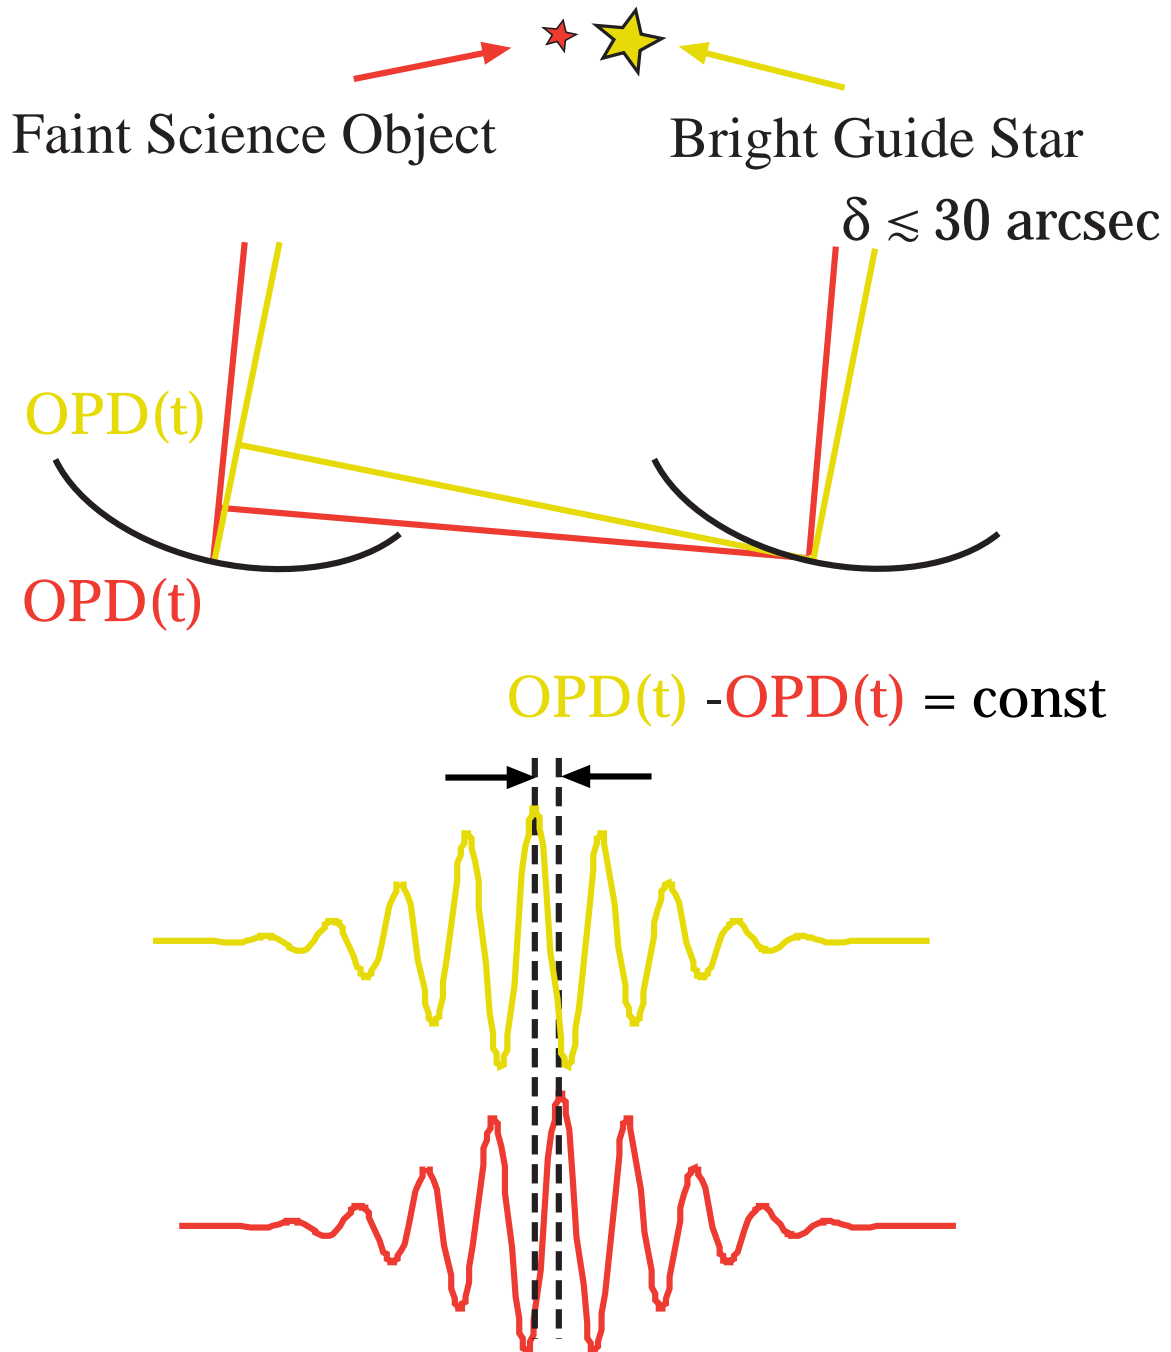 Faint Science Object
Bright Guide Star
δ ≲ 30 arcsec
OPD(t)
OPD(t)
OPD(t) -OPD(t) = const